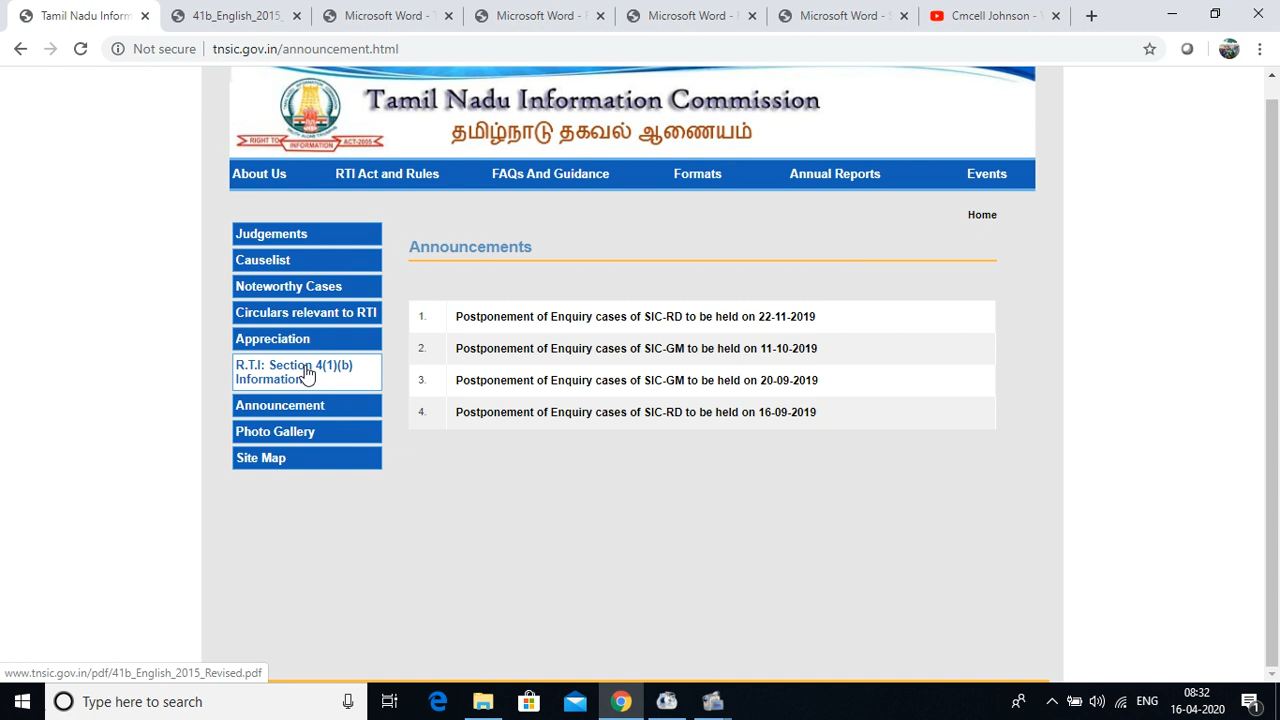 Tamil Nadu Inform
41b_English_2015_
Microsoft Word -
Microsoft Word -
Microsoft Word -
Microsoft Word -
Cmcell Johnson -
Not secure
tnsic.gov.in/announcement.html
Tamil Nadu Information Commission
தமிழ்நாடு தகவல் ஆணையம்
RIGHT TO INFORMATION ACT-2005
About Us
RTI Act and Rules
FAQs And Guidance
Formats
Annual Reports
Events
Home
Judgements
Causelist
Noteworthy Cases
Circulars relevant to RTI
Appreciation
R.T.I: Section 4(1)(b)
Information
Announcement
Photo Gallery
Site Map
Announcements
1. Postponement of Enquiry cases of SIC-RD to be held on 22-11-2019
2. Postponement of Enquiry cases of SIC-GM to be held on 11-10-2019
3. Postponement of Enquiry cases of SIC-GM to be held on 20-09-2019
4. Postponement of Enquiry cases of SIC-RD to be held on 16-09-2019
www.tnsic.gov.in/pdf/41b_English_2015_Revised.pdf
Type here to search
ENG
08:32
16-04-2020
1